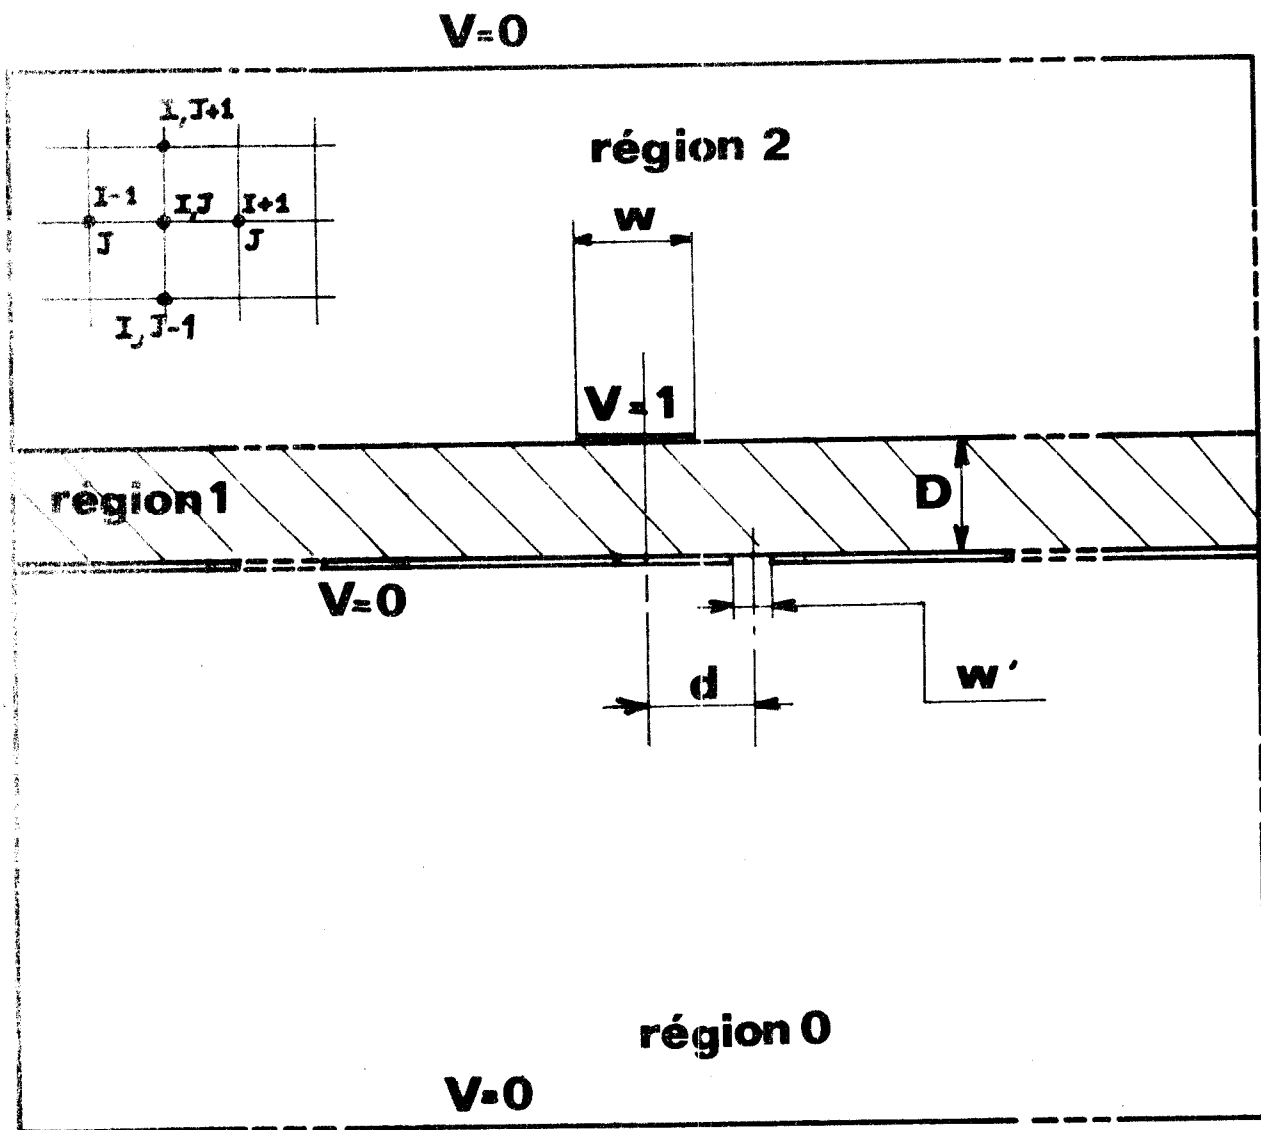 V=0
I,J+1
région 2
I-1
I,J
I+1
J
J
w
I,J-1
V=1
région 1
D
V=0
w'
d
région 0
V=0